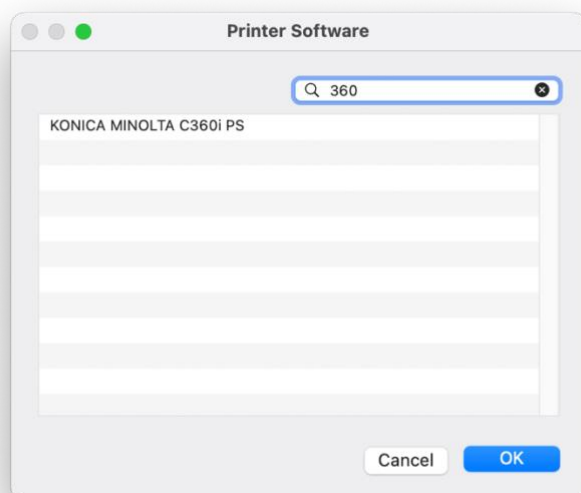 Printer Software
360
KONICA MINOLTA C360i PS
Cancel
OK